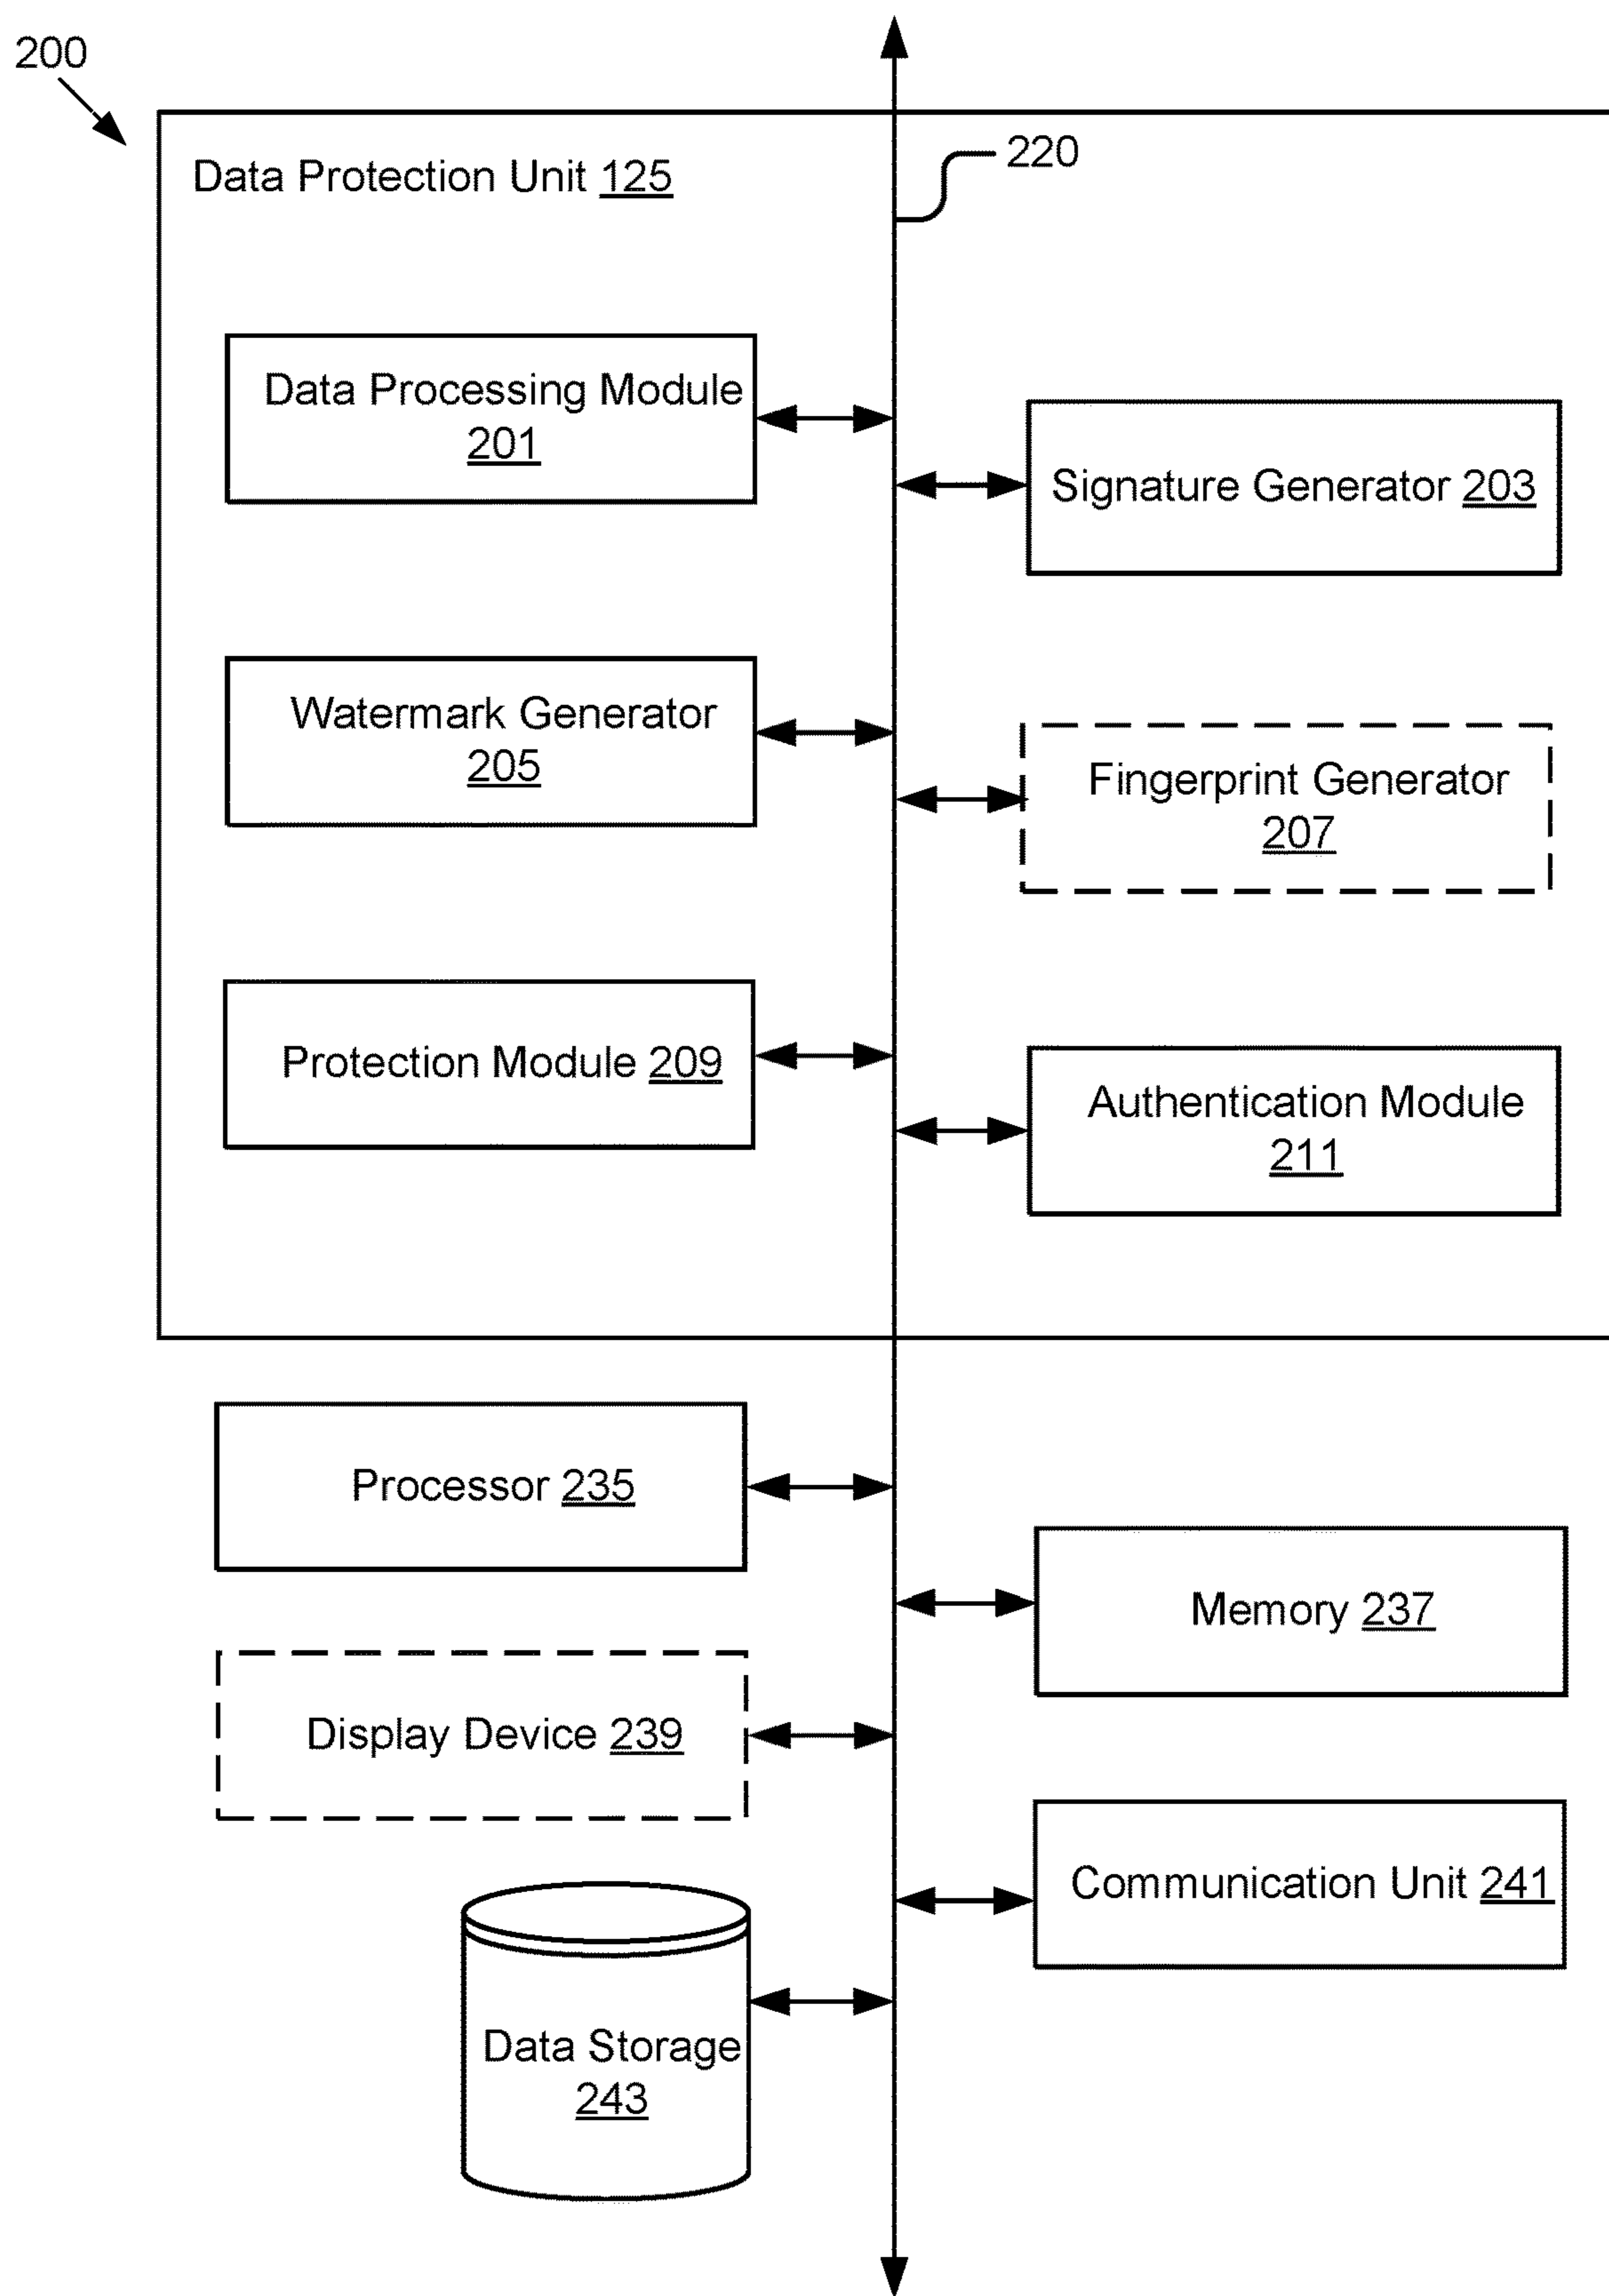 200
220
Data Protection Unit 125
Data Processing Module
201
Signature Generator 203
Watermark Generator
205
Fingerprint Generator
207
Protection Module 209
Authentication Module
211
Processor 235
Memory 237
Display Device 239
Communication Unit 241
Data Storage
243